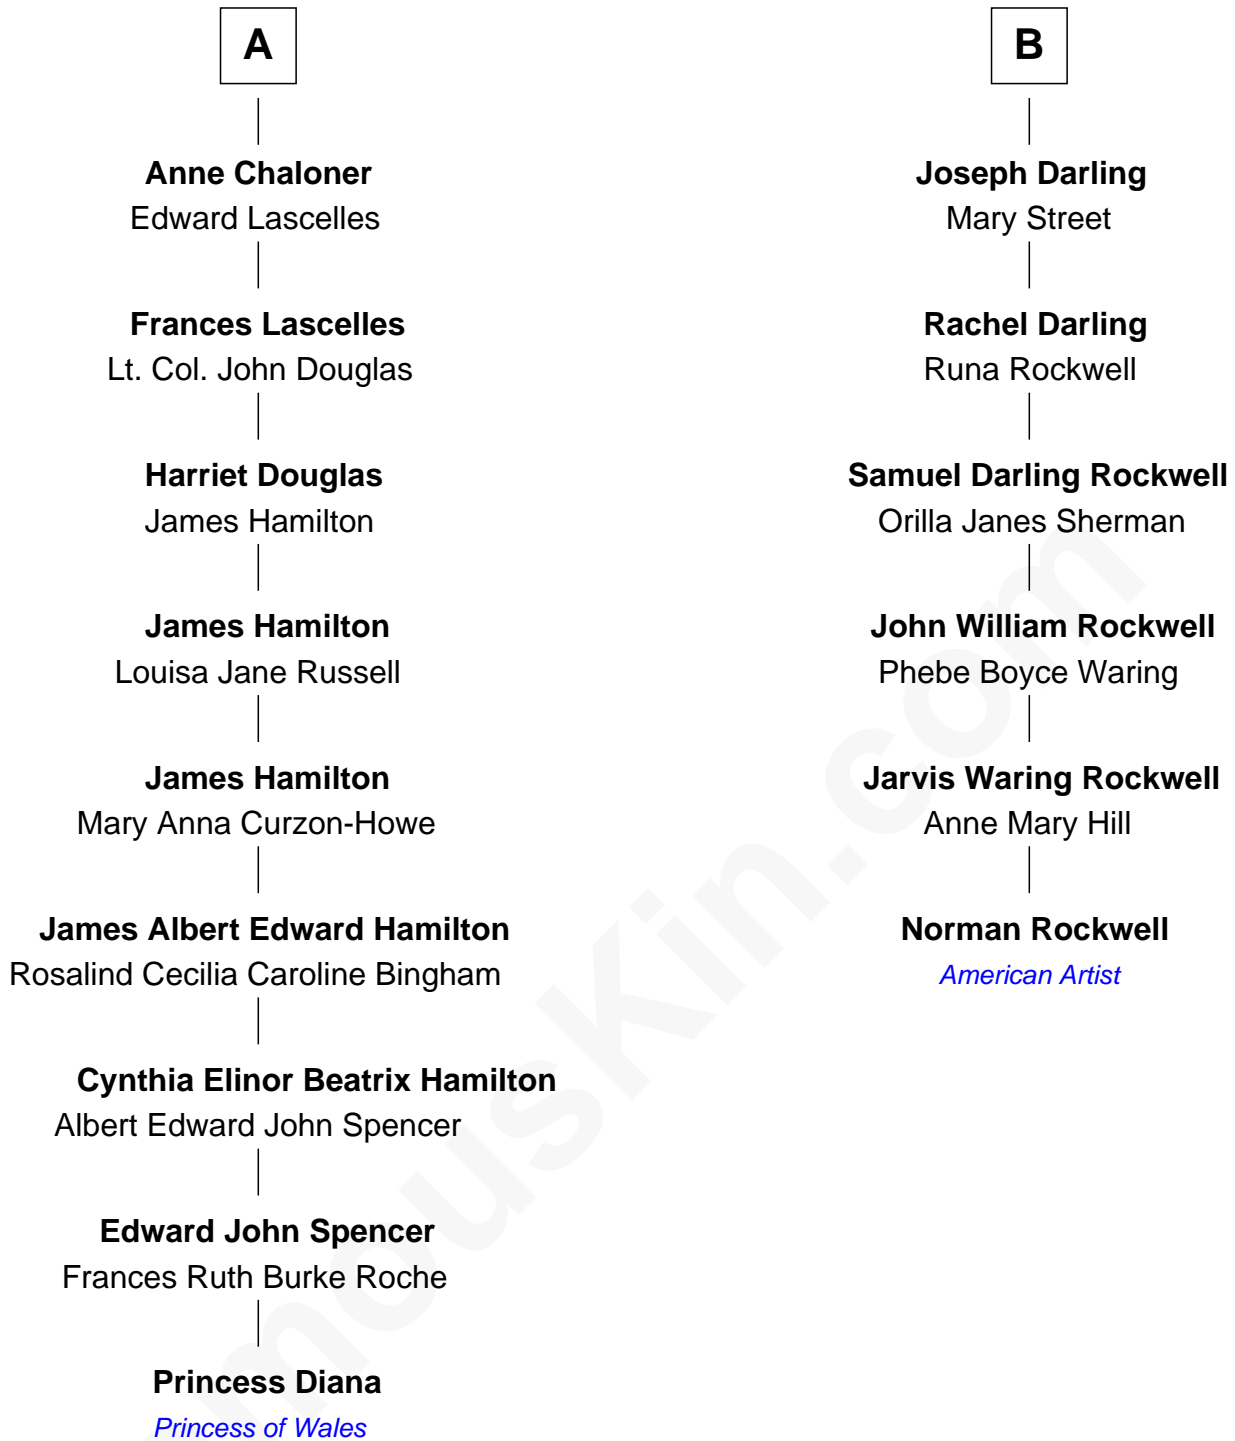 A
Anne Chaloner
Edward Lascelles
Frances Lascelles
Lt. Col. John Douglas
Harriet Douglas
James Hamilton
James Hamilton
Louisa Jane Russell
James Hamilton
Mary Anna Curzon-Howe
James Albert Edward Hamilton
Rosalind Cecilia Caroline Bingham
Cynthia Elinor Beatrix Hamilton
Albert Edward John Spencer
Edward John Spencer
Frances Ruth Burke Roche
Princess Diana
Princess of Wales
B
Joseph Darling
Mary Street
Rachel Darling
Runa Rockwell
Samuel Darling Rockwell
Orilla Janes Sherman
John William Rockwell
Phebe Boyce Waring
Jarvis Waring Rockwell
Anne Mary Hill
Norman Rockwell
American Artist
mousKin.com